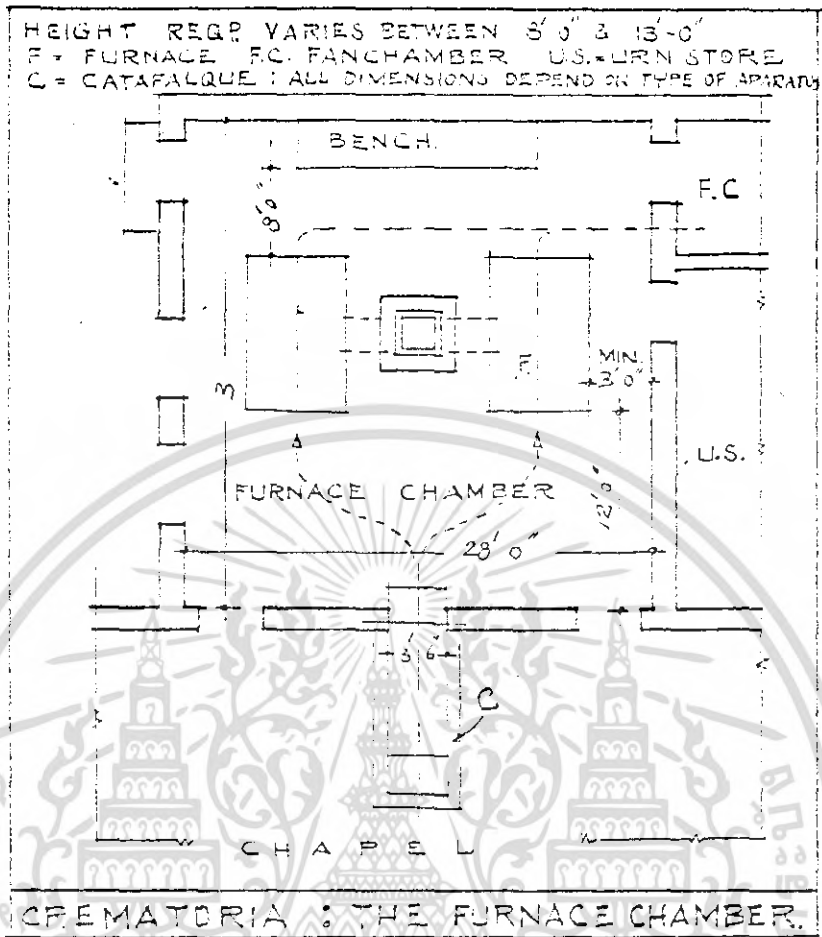 HEIGHT REQD. VARIES BETWEEN 8'0" & 13'-0"
F = FURNACE F.C. FANCHAMBER U.S. = URN STORE
C = CATAFALQUE : ALL DIMENSIONS DEPEND ON TYPE OF APARATUS
BENCH.
F.C
8'0"
MIN.
3'0"
F.
U.S.
FURNACE CHAMBER
12'0"
28' 0"
3' 6"
C
CHAPEL
CREMATORIA : THE FURNACE CHAMBER.